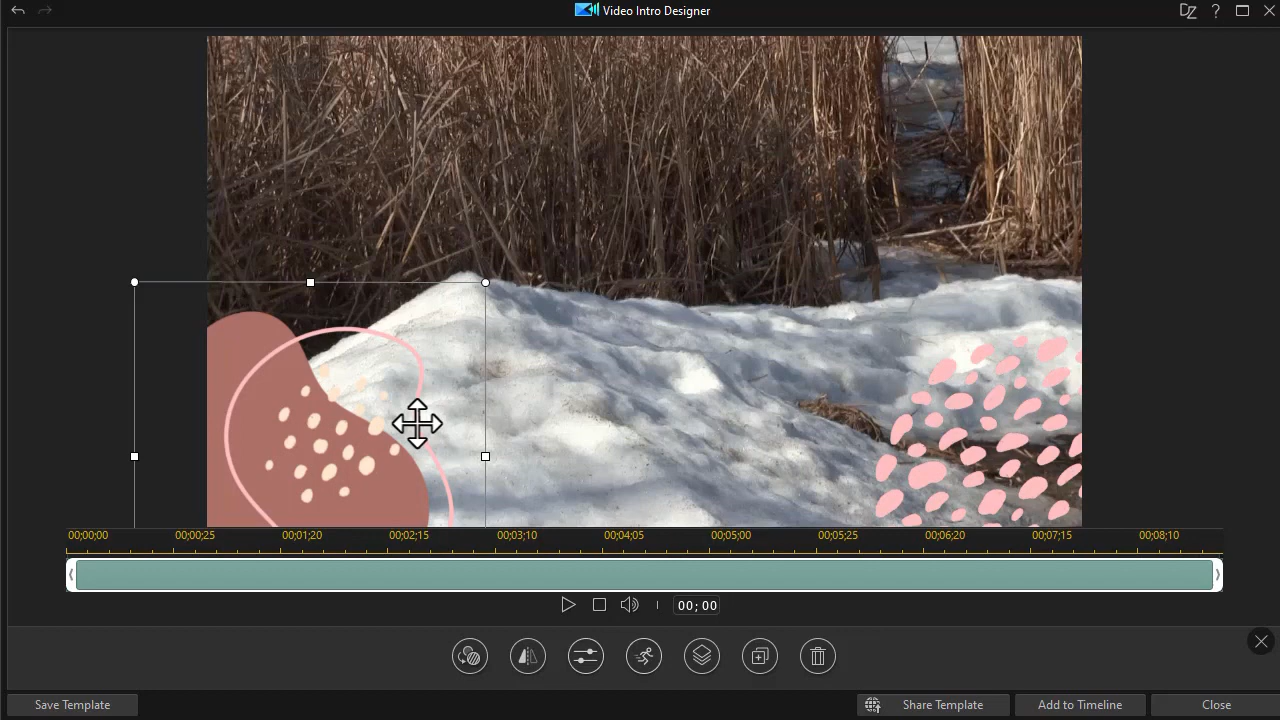 Video Intro Designer
00;00;00 00;00;25 00;01;20 00;02;15 00;03;10 00;04;05 00;05;00 00;05;25 00;06;20 00;07;15 00;08;10
00; 00
Save Template
Share Template
Add to Timeline
Close